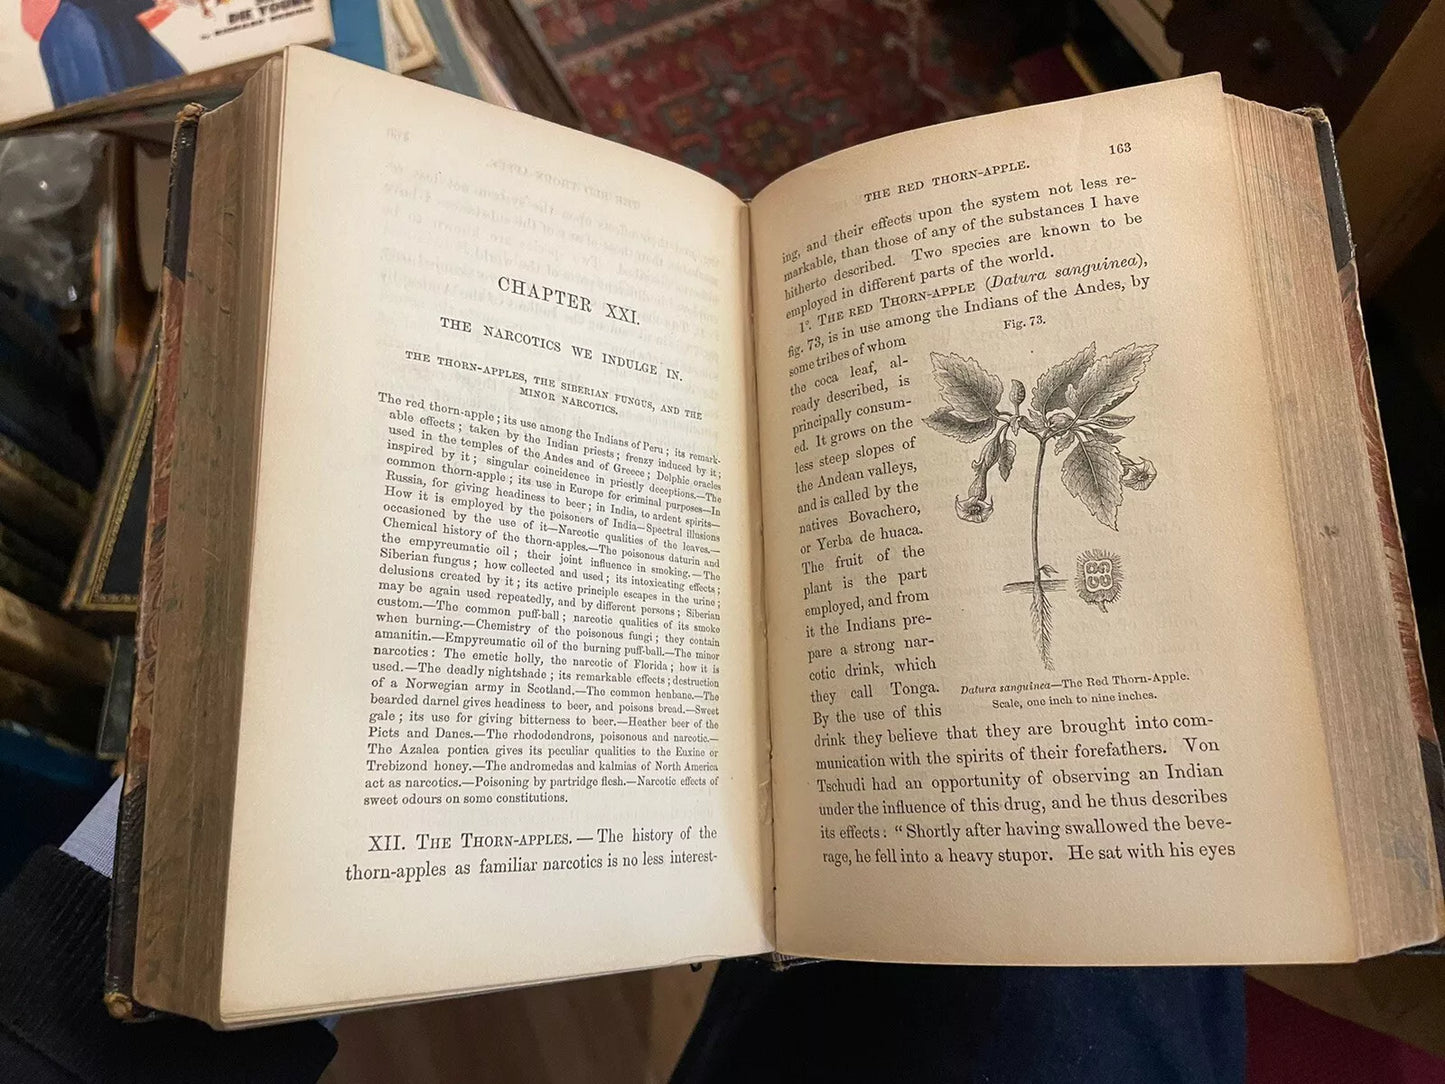 DIE YOUNG
CHAPTER XXI.
THE NARCOTICS WE INDULGE IN.
THE THORN-APPLES, THE SIBERIAN FUNGUS, AND THE
MINOR NARCOTICS.
The red thorn-apple; its use among the Indians of Peru; its remark-
able effects; taken by the Indian priests; frenzy induced by it;
used in the temples of the Andes and of Greece; Delphic oracles
inspired by it; singular coincidence in priestly deceptions.—The
common thorn-apple; its use in Europe for criminal purposes—In
Russia, for giving headiness to beer; in India, to ardent spirits—
How it is employed by the poisoners of India—Spectral illusions
occasioned by the use of it—Narcotic qualities of the leaves.—
Chemical history of the thorn-apples.—The poisonous daturin and
the empyreumatic oil; their joint influence in smoking.—The
Siberian fungus; how collected and used; its intoxicating effects;
delusions created by it; its active principle escapes in the urine;
may be again used repeatedly, and by different persons; Siberian
custom.—The common puff-ball; narcotic qualities of its smoke
when burning.—Chemistry of the poisonous fungi; they contain
amanitin.—Empyreumatic oil of the burning puff-ball.—The minor
narcotics: The emetic holly, the narcotic of Florida; how it is
used.—The deadly nightshade; its remarkable effects; destruction
of a Norwegian army in Scotland.—The common henbane.—The
bearded darnel gives headiness to beer, and poisons bread.—Sweet
gale; its use for giving bitterness to beer.—Heather beer of the
Picts and Danes.—The rhododendrons, poisonous and narcotic.—
The Azalea pontica gives its peculiar qualities to the Euxine or
Trebizond honey.—The andromedas and kalmias of North America
act as narcotics.—Poisoning by partridge flesh.—Narcotic effects of
sweet odours on some constitutions.
XII. THE THORN-APPLES.—The history of the
thorn-apples as familiar narcotics is no less interest-
THE RED THORN-APPLE. 163
ing, and their effects upon the system not less re-
markable, than those of any of the substances I have
hitherto described. Two species are known to be
employed in different parts of the world.
1°. THE RED THORN-APPLE (Datura sanguinea),
fig. 73, is in use among the Indians of the Andes, by
Fig. 73.
some tribes of whom
the coca leaf, al-
ready described, is
principally consum-
ed. It grows on the
less steep slopes of
the Andean valleys,
and is called by the
natives Bovachero,
or Yerba de huaca.
The fruit of the
plant is the part
employed, and from
it the Indians pre-
pare a strong nar-
cotic drink, which
they call Tonga.
By the use of this
Datura sanguinea—The Red Thorn-Apple.
Scale, one inch to nine inches.
drink they believe that they are brought into com-
munication with the spirits of their forefathers. Von
Tschudi had an opportunity of observing an Indian
under the influence of this drug, and he thus describes
its effects: "Shortly after having swallowed the beve-
rage, he fell into a heavy stupor. He sat with his eyes